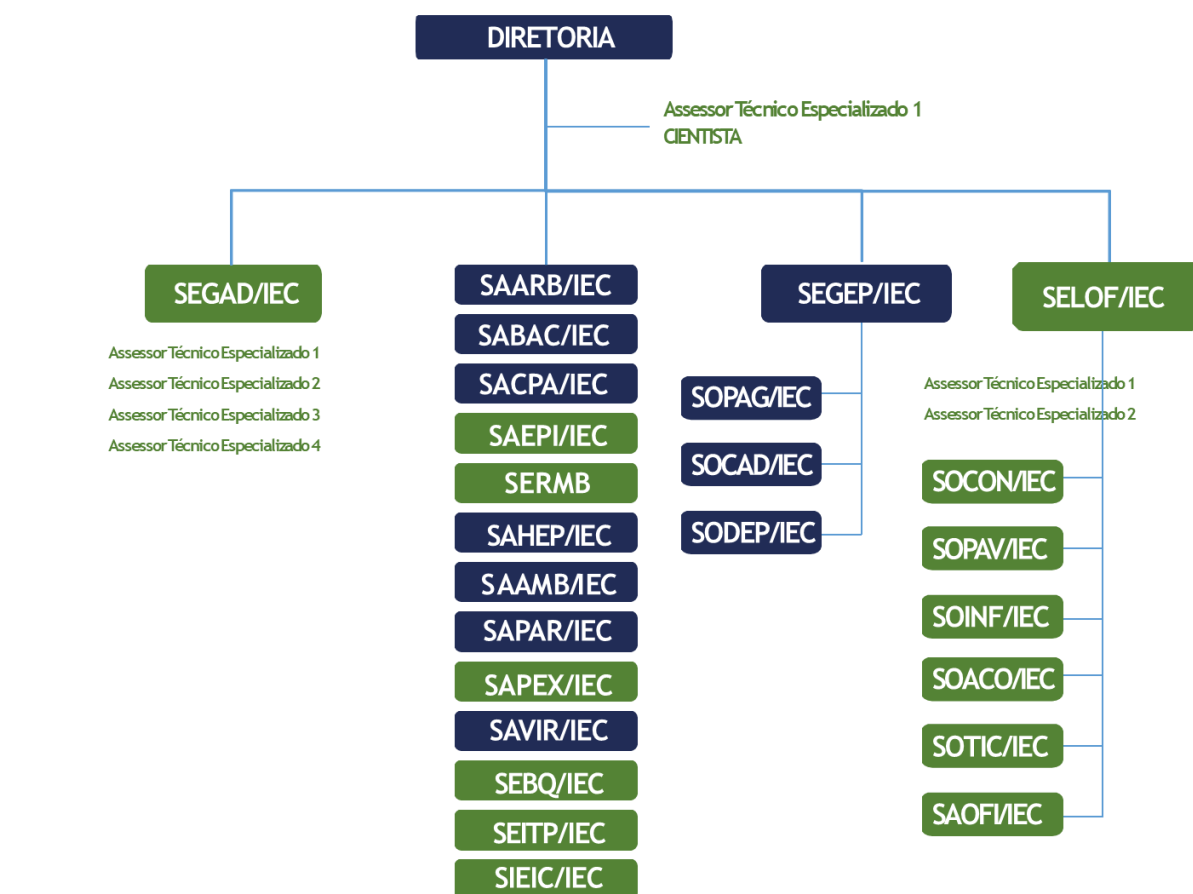 DIRETORIA
Assessor Técnico Especializado 1
CIENTISTA
SEGAD/IEC
Assessor Técnico Especializado 1
Assessor Técnico Especializado 2
Assessor Técnico Especializado 3
Assessor Técnico Especializado 4
SAARB/IEC
SABAC/IEC
SACPA/IEC
SAEPI/IEC
SERMB
SAHEP/IEC
SAAMB/IEC
SAPAR/IEC
SAPEX/IEC
SAVIR/IEC
SEBQ/IEC
SEITP/IEC
SIEIC/IEC
SEGEP/IEC
SOPAG/IEC
SOCAD/IEC
SODEP/IEC
SELOF/IEC
Assessor Técnico Especializado 1
Assessor Técnico Especializado 2
SOCON/IEC
SOPAV/IEC
SOINF/IEC
SOACO/IEC
SOTIC/IEC
SAOFI/IEC